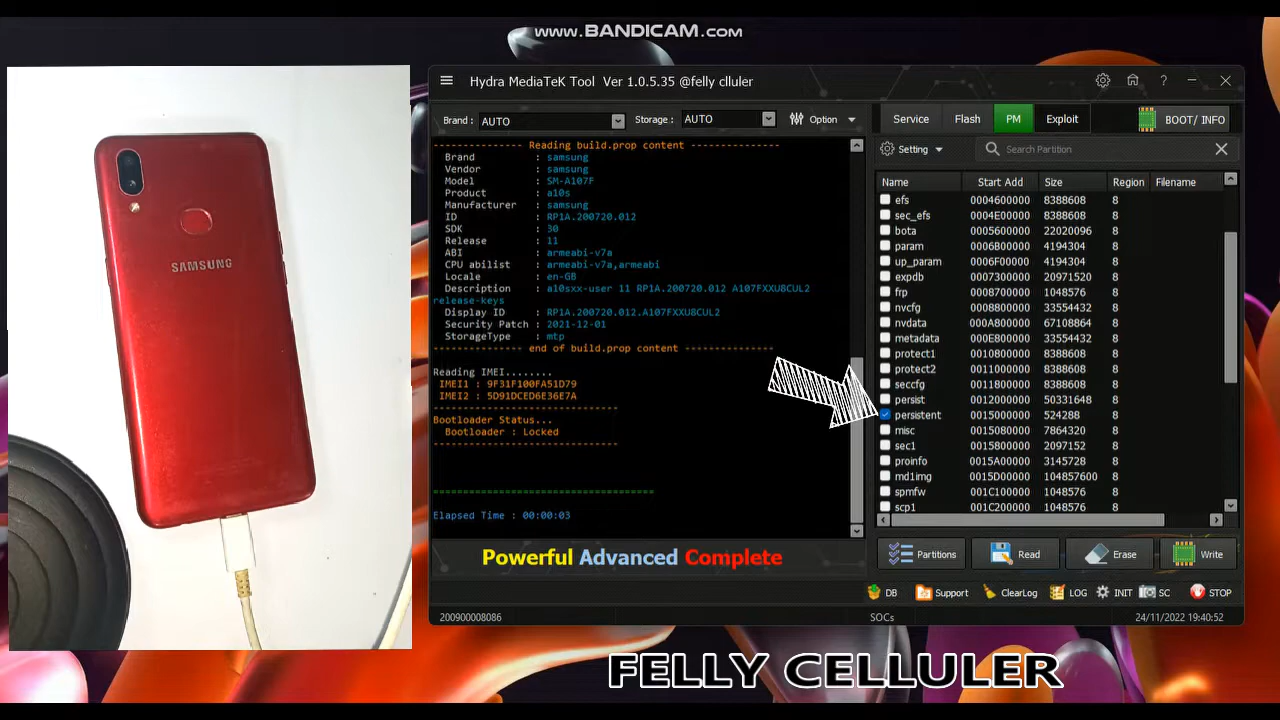 www.BANDICAM.com
SAMSUNG
Hydra MediaTeK Tool Ver 1.0.5.35 @felly clluler
?
Brand : AUTO Storage : AUTO Option
Service Flash PM Exploit BOOT/ INFO
Setting Search Partition
--------------- Reading build.prop content ---------------
Brand : samsung
Vendor : samsung
Model : SM-A107F
Product : a10s
Manufacturer : samsung
ID : RP1A.200720.012
SDK : 30
Release : 11
ABI : armeabi-v7a
CPU abilist : armeabi-v7a,armeabi
Locale : en-GB
Description : a10sxx-user 11 RP1A.200720.012 A107FXXU8CUL2
release-keys
Display ID : RP1A.200720.012.A107FXXU8CUL2
Security Patch : 2021-12-01
StorageType : mtp
--------------- end of build.prop content ---------------
Reading IMEI........
IMEI1 : 9F31F100FA51D79
IMEI2 : 5D91DCED6E36E7A
Bootloader Status...
Bootloader : Locked
Elapsed Time : 00:00:03
Powerful Advanced Complete
Name Start Add Size Region Filename
efs 0004600000 8388608 8
sec_efs 0004E00000 8388608 8
bota 0005600000 22020096 8
param 0006B00000 4194304 8
up_param 0006F00000 4194304 8
expdb 0007300000 20971520 8
frp 0008700000 1048576 8
nvcfg 0008800000 33554432 8
nvdata 000A800000 67108864 8
metadata 000E800000 33554432 8
protect1 0010800000 8388608 8
protect2 0011000000 8388608 8
seccfg 0011800000 8388608 8
persist 0012000000 50331648 8
persistent 0015000000 524288 8
misc 0015080000 7864320 8
sec1 0015800000 2097152 8
proinfo 0015A00000 3145728 8
md1img 0015D00000 104857600 8
spmfw 001C100000 1048576 8
scp1 001C200000 1048576 8
Partitions Read Erase Write
DB Support ClearLog LOG INIT SC STOP
200900008086 SOCs 24/11/2022 19:40:52
FELLY CELLULER